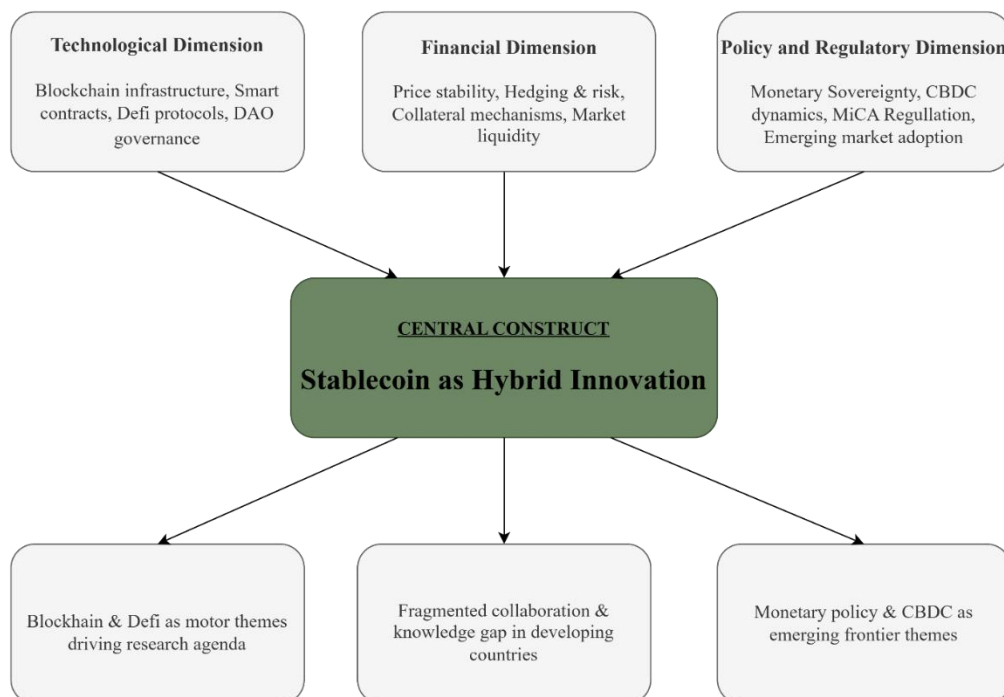 Technological Dimension
Blockchain infrastructure, Smart
contracts, Defi protocols, DAO
governance
Financial Dimension
Price stability, Hedging & risk,
Collateral mechanisms, Market
liquidity
Policy and Regulatory Dimension
Monetary Sovereignty, CBDC
dynamics, MiCA Regullation,
Emerging market adoption
CENTRAL CONSTRUCT
Stablecoin as Hybrid Innovation
Blockhain & Defi as motor themes
driving research agenda
Fragmented collaboration &
knowledge gap in developing
countries
Monetary policy & CBDC as
emerging frontier themes